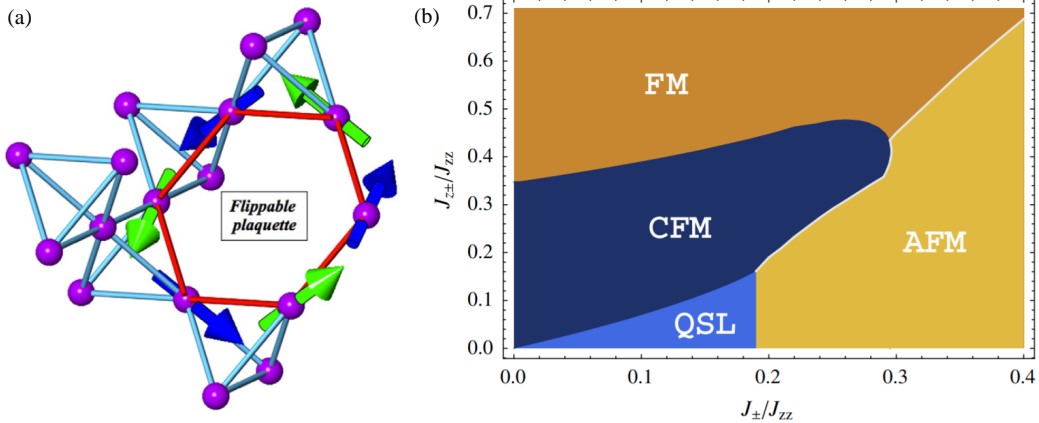 (a)
Flippable
plaquette
(b)
0.7
0.6
0.5
0.4
0.3
0.2
0.1
0.0
J_{z±}/J_{zz}
FM
CFM
AFM
QSL
0.0 0.1 0.2 0.3 0.4
J_{±}/J_{zz}